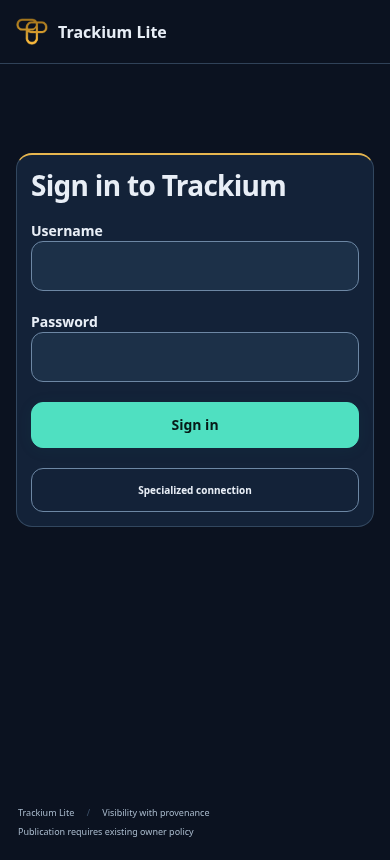 Trackium Lite
Sign in to Trackium
Username
Password
Sign in
Specialized connection
Trackium Lite / Visibility with provenance
Publication requires existing owner policy